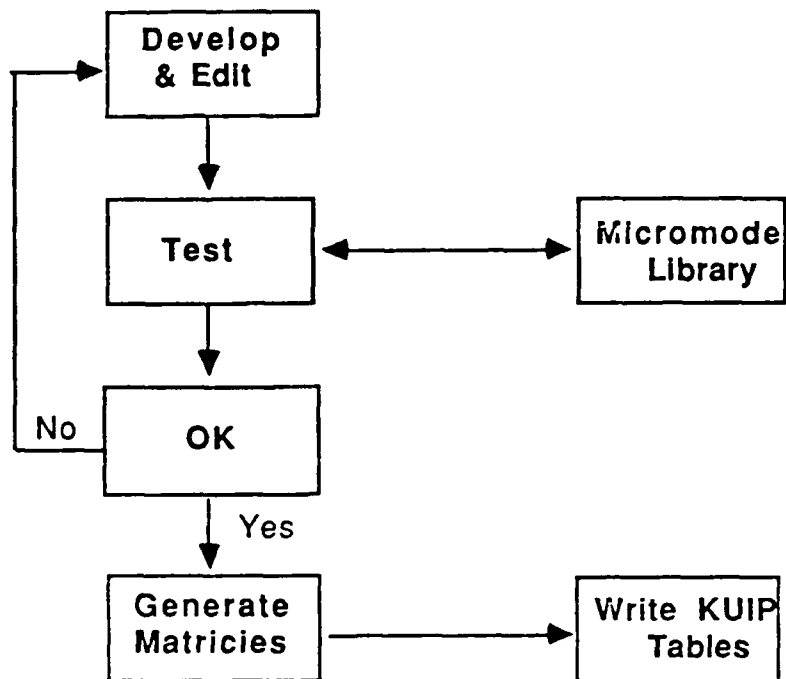 Develop
& Edit
Test
Micromode
Library
No
OK
Yes
Generate
Matricies
Write KUIP
Tables